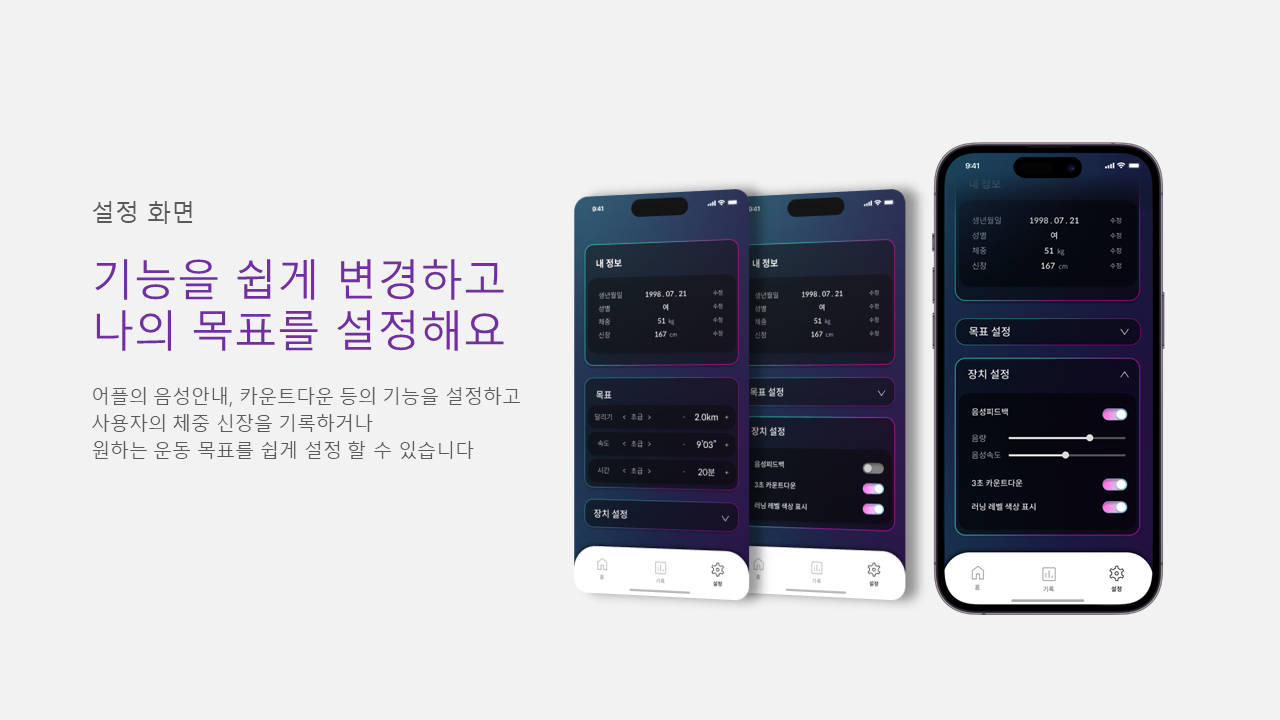 설정 화면
기능을 쉽게 변경하고
나의 목표를 설정해요
어플의 음성안내, 카운트다운 등의 기능을 설정하고
사용자의 체중 신장을 기록하거나
원하는 운동 목표를 쉽게 설정 할 수 있습니다
9:41
내 정보
생년월일 1998 . 07 . 21 수정
성별 여 수정
체중 51 kg 수정
신장 167 cm 수정
목표
달리기 < 초급 > - 2.0km +
속도 < 초급 > - 9'03" +
시간 < 초급 > - 20분 +
장치 설정
홈 기록 설정
9:41
내 정보
생년월일 1998 . 07 . 21 수정
성별 여 수정
체중 51 kg 수정
신장 167 cm 수정
목표 설정
장치 설정
음성피드백
3초 카운트다운
러닝 레벨 색상 표시
홈 기록 설정
9:41
내 정보
생년월일 1998 . 07 . 21 수정
성별 여 수정
체중 51 kg 수정
신장 167 cm 수정
목표 설정
장치 설정
음성피드백
음량
음성속도
3초 카운트다운
러닝 레벨 색상 표시
홈 기록 설정